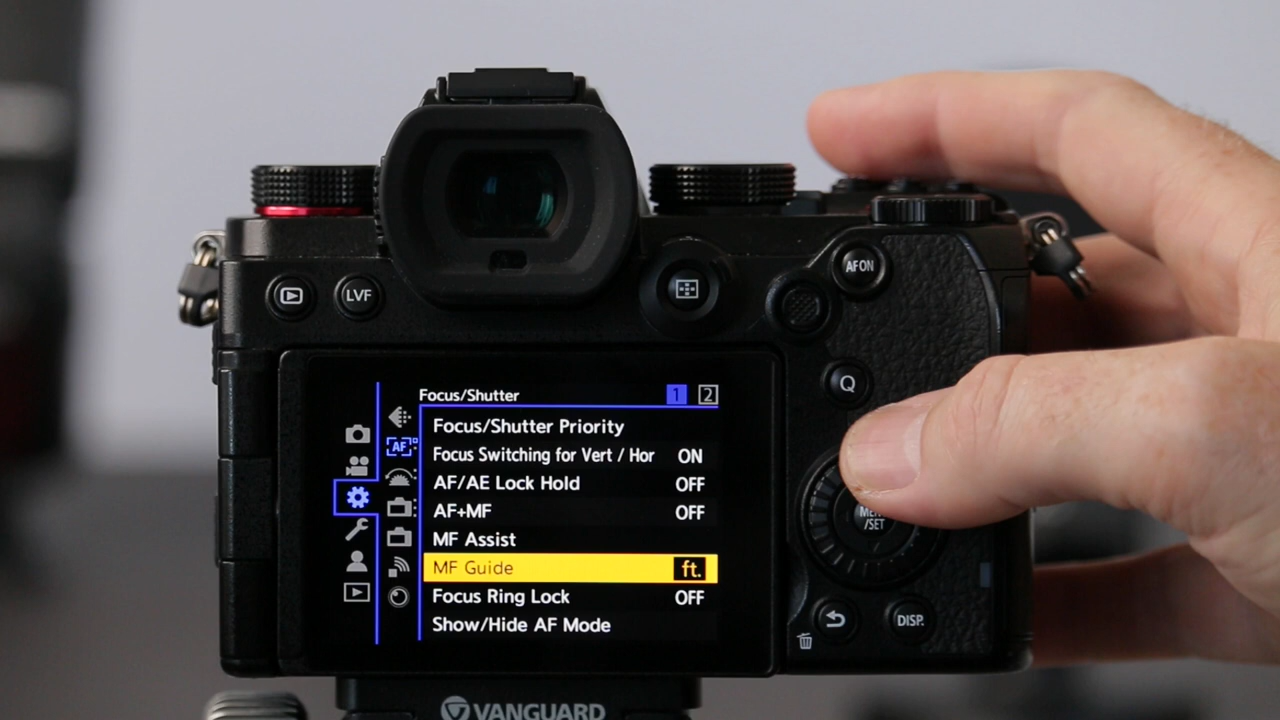 AF ON
LVF
Q
Focus/Shutter 1 2
Focus/Shutter Priority
Focus Switching for Vert / Hor ON
AF
AF/AE Lock Hold OFF
AF+MF OFF
MF Assist
MF Guide ft.
Focus Ring Lock OFF
Show/Hide AF Mode
/SET
DISP.
VANGUARD